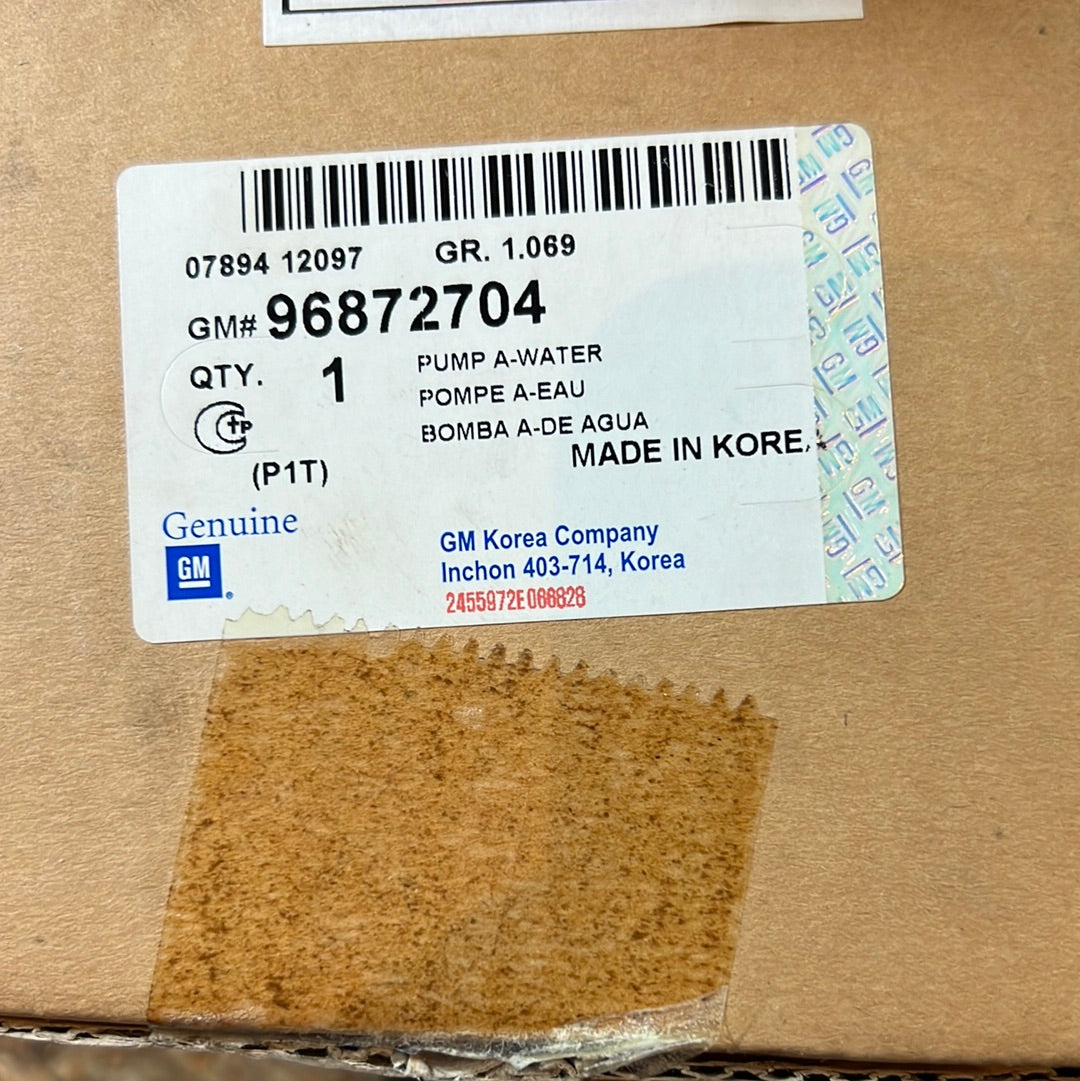 07894 12097 GR. 1.069
GM# 96872704
QTY. 1
PUMP A-WATER
POMPE A-EAU
BOMBA A-DE AGUA
MADE IN KOREA
(P1T)
Genuine
GM
GM Korea Company
Inchon 403-714, Korea
2455972E066828